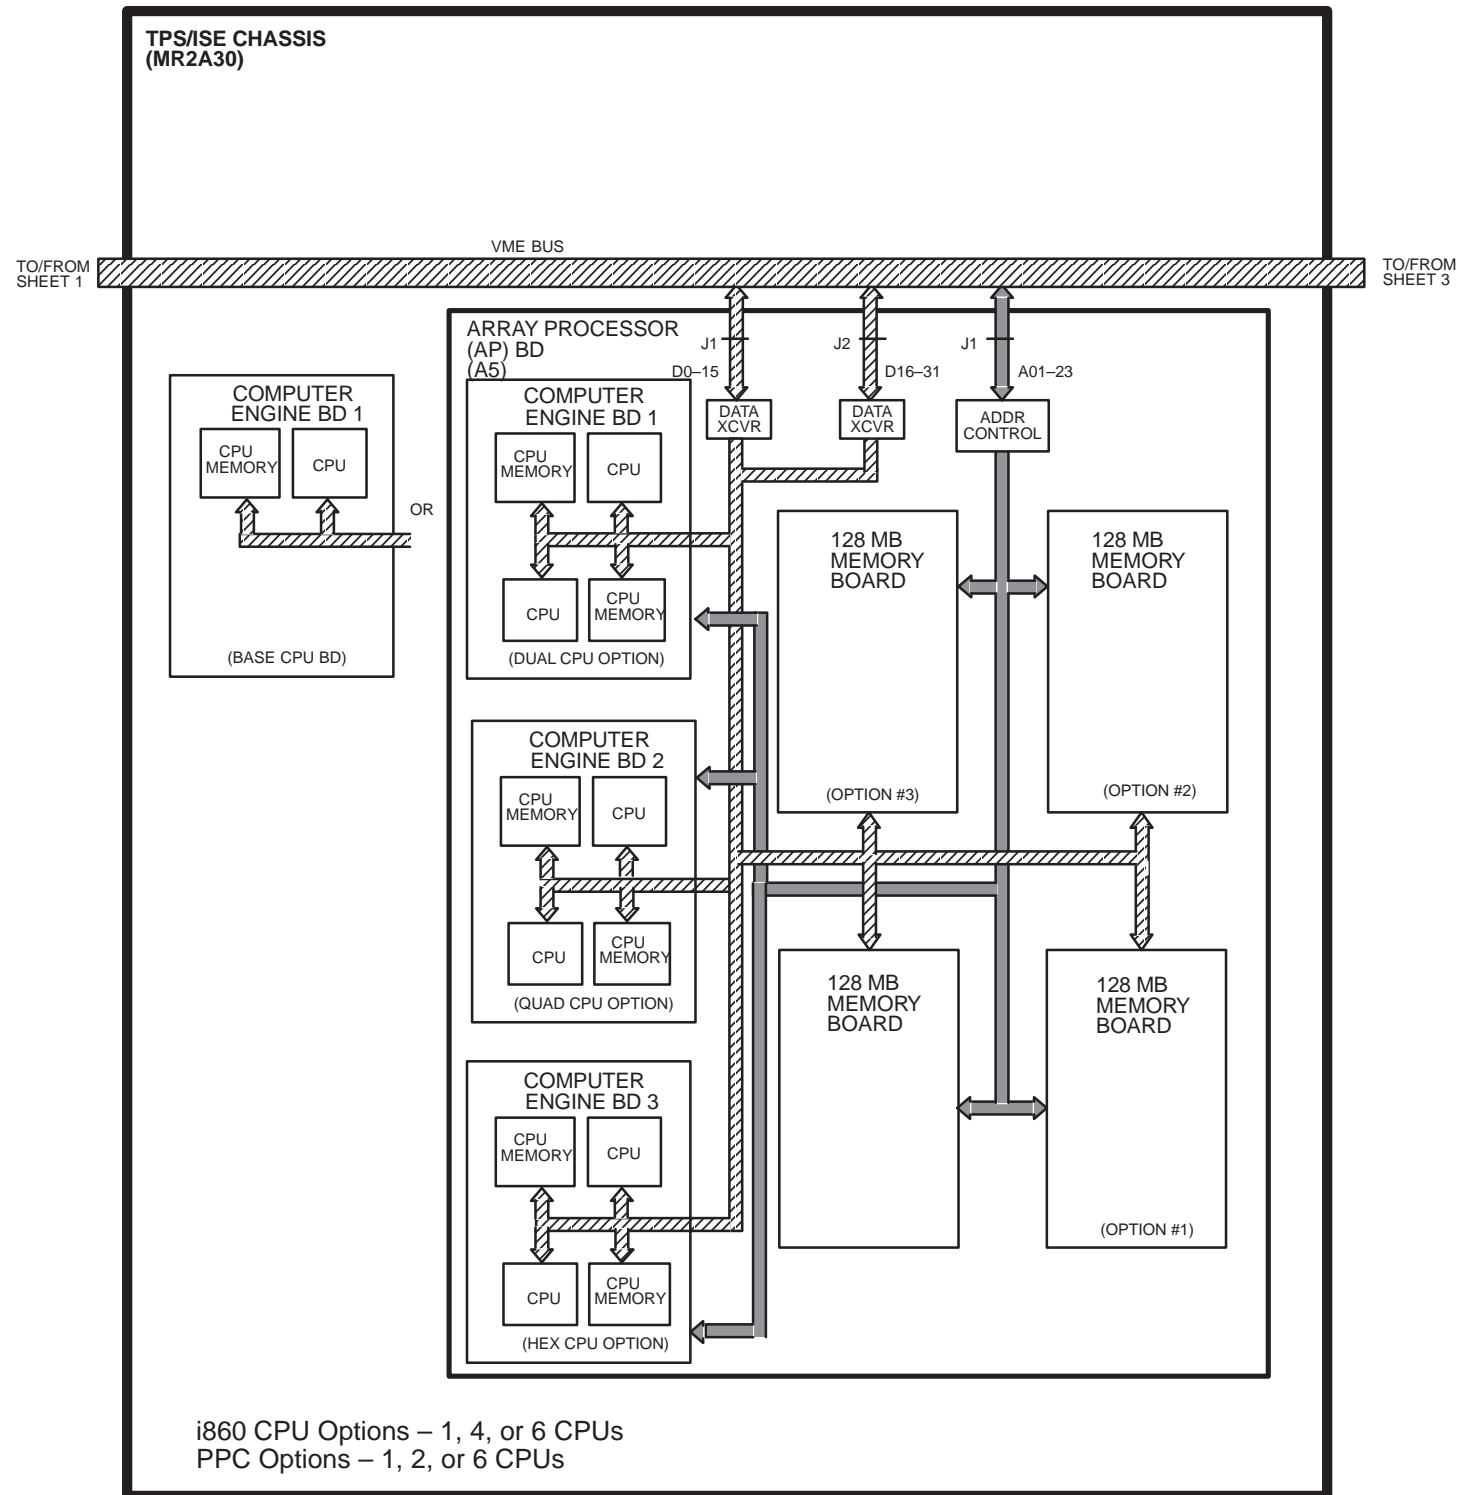 TPS/ISE CHASSIS
(MR2A30)
VME BUS
TO/FROM
SHEET 1
TO/FROM
SHEET 3
ARRAY PROCESSOR
(AP) BD
(A5)
J1
D0–15
J2
D16–31
J1
A01–23
DATA
XCVR
DATA
XCVR
ADDR
CONTROL
COMPUTER
ENGINE BD 1
CPU
MEMORY
CPU
OR
(BASE CPU BD)
COMPUTER
ENGINE BD 1
CPU
MEMORY
CPU
CPU
CPU
MEMORY
(DUAL CPU OPTION)
128 MB
MEMORY
BOARD
(OPTION #3)
128 MB
MEMORY
BOARD
(OPTION #2)
COMPUTER
ENGINE BD 2
CPU
MEMORY
CPU
CPU
CPU
MEMORY
(QUAD CPU OPTION)
128 MB
MEMORY
BOARD
128 MB
MEMORY
BOARD
(OPTION #1)
COMPUTER
ENGINE BD 3
CPU
MEMORY
CPU
CPU
CPU
MEMORY
(HEX CPU OPTION)
i860 CPU Options – 1, 4, or 6 CPUs
PPC Options – 1, 2, or 6 CPUs